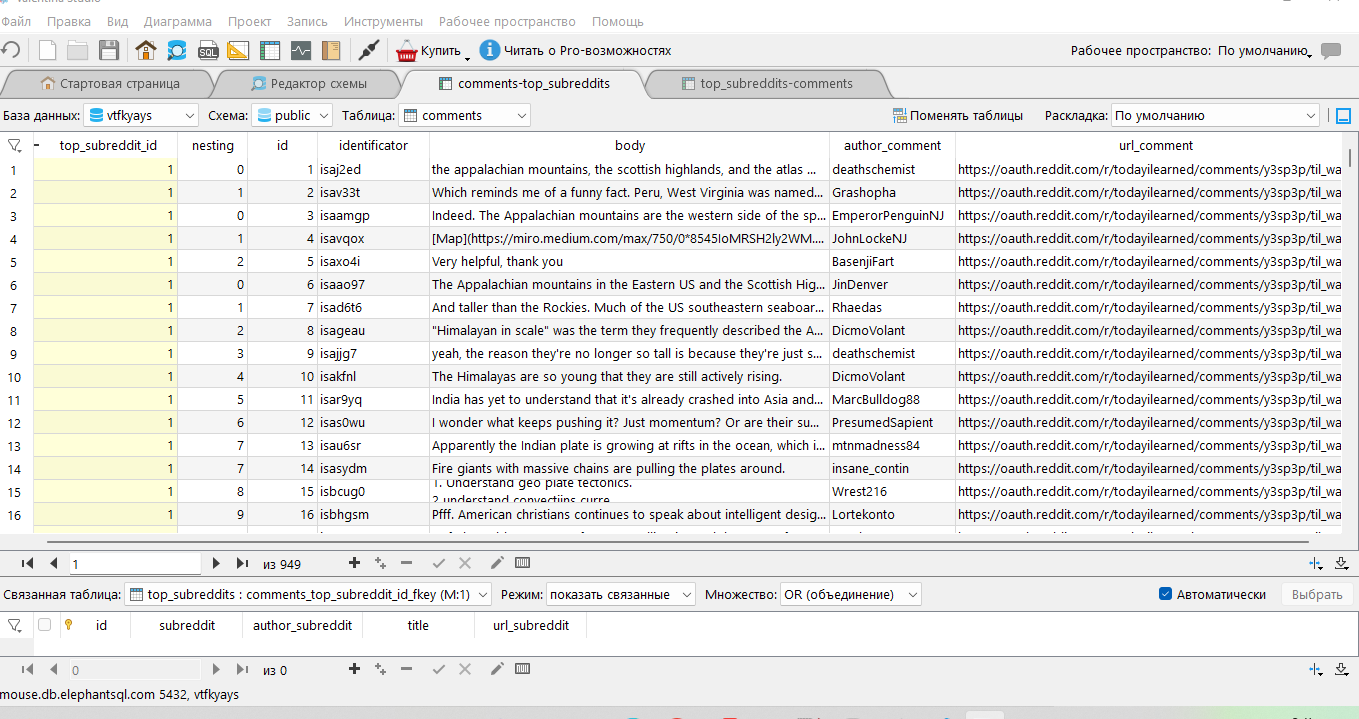 Valentina Studio
Файл Правка Вид Диаграмма Проект Запись Инструменты Рабочее пространство Помощь
SQL Купить Читать о Pro-возможностях Рабочее пространство: По умолчанию
Стартовая страница Редактор схемы comments-top_subreddits top_subreddits-comments
База данных: vtfkyays Схема: public Таблица: comments Поменять таблицы Раскладка: По умолчанию
top_subreddit_id nesting id identificator body author_comment url_comment
1 1 0 1 isaj2ed the appalachian mountains, the scottish highlands, and the atlas ... deathschemist https://oauth.reddit.com/r/todayilearned/comments/y3sp3p/til_wa
2 1 1 2 isav33t Which reminds me of a funny fact. Peru, West Virginia was named... Grashopha https://oauth.reddit.com/r/todayilearned/comments/y3sp3p/til_wa
3 1 0 3 isaamgp Indeed. The Appalachian mountains are the western side of the sp... EmperorPenguinNJ https://oauth.reddit.com/r/todayilearned/comments/y3sp3p/til_wa
4 1 1 4 isavqox [Map](https://miro.medium.com/max/750/0*8545IoMRSH2ly2WM.... JohnLockeNJ https://oauth.reddit.com/r/todayilearned/comments/y3sp3p/til_wa
5 1 2 5 isaxo4i Very helpful, thank you BasenjiFart https://oauth.reddit.com/r/todayilearned/comments/y3sp3p/til_wa
6 1 0 6 isaao97 The Appalachian mountains in the Eastern US and the Scottish Hig... JinDenver https://oauth.reddit.com/r/todayilearned/comments/y3sp3p/til_wa
7 1 1 7 isad6t6 And taller than the Rockies. Much of the US southeastern seaboar... Rhaedas https://oauth.reddit.com/r/todayilearned/comments/y3sp3p/til_wa
8 1 2 8 isageau "Himalayan in scale" was the term they frequently described the A... DicmoVolant https://oauth.reddit.com/r/todayilearned/comments/y3sp3p/til_wa
9 1 3 9 isajjg7 yeah, the reason they're no longer so tall is because they're just s... deathschemist https://oauth.reddit.com/r/todayilearned/comments/y3sp3p/til_wa
10 1 4 10 isakfnl The Himalayas are so young that they are still actively rising. DicmoVolant https://oauth.reddit.com/r/todayilearned/comments/y3sp3p/til_wa
11 1 5 11 isar9yq India has yet to understand that it's already crashed into Asia and... MarcBulldog88 https://oauth.reddit.com/r/todayilearned/comments/y3sp3p/til_wa
12 1 6 12 isas0wu I wonder what keeps pushing it? Just momentum? Or are their su... PresumedSapient https://oauth.reddit.com/r/todayilearned/comments/y3sp3p/til_wa
13 1 7 13 isau6sr Apparently the Indian plate is growing at rifts in the ocean, which i... mtnmadness84 https://oauth.reddit.com/r/todayilearned/comments/y3sp3p/til_wa
14 1 7 14 isasydm Fire giants with massive chains are pulling the plates around. insane_contin https://oauth.reddit.com/r/todayilearned/comments/y3sp3p/til_wa
15 1 8 15 isbcug0 1. Understand geo plate tectonics. Wrest216 https://oauth.reddit.com/r/todayilearned/comments/y3sp3p/til_wa
2 understand convectiins curre
16 1 9 16 isbhgsm Pfff. American christians continues to speak about intelligent desig... Lortekonto https://oauth.reddit.com/r/todayilearned/comments/y3sp3p/til_wa
1 из 949
Связанная таблица: top_subreddits : comments_top_subreddit_id_fkey (M:1) Режим: показать связанные Множество: OR (объединение) Автоматически Выбрать
id subreddit author_subreddit title url_subreddit
0 из 0
mouse.db.elephantsql.com 5432, vtfkyays